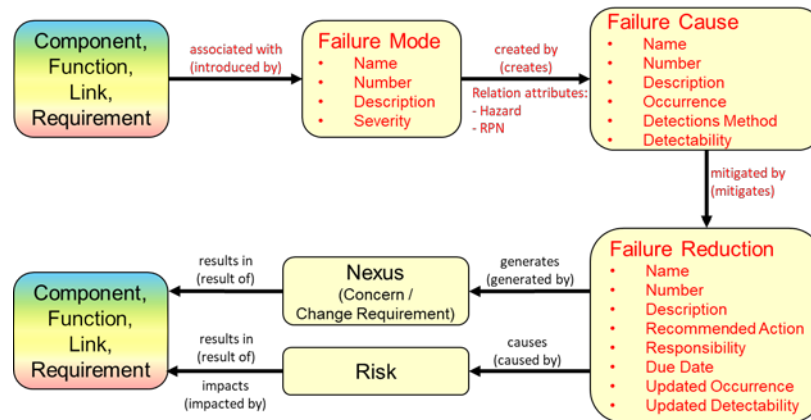 Component,
Function,
Link,
Requirement
associated with
(introduced by)
Failure Mode
• Name
• Number
• Description
• Severity
created by
(creates)
Relation attributes:
- Hazard
- RPN
Failure Cause
• Name
• Number
• Description
• Occurrence
• Detections Method
• Detectability
mitigated by
(mitigates)
Failure Reduction
• Name
• Number
• Description
• Recommended Action
• Responsibility
• Due Date
• Updated Occurrence
• Updated Detectability
generates
(generated by)
Nexus
(Concern /
Change Requirement)
results in
(result of)
causes
(caused by)
Risk
results in
(result of)
impacts
(impacted by)
Component,
Function,
Link,
Requirement